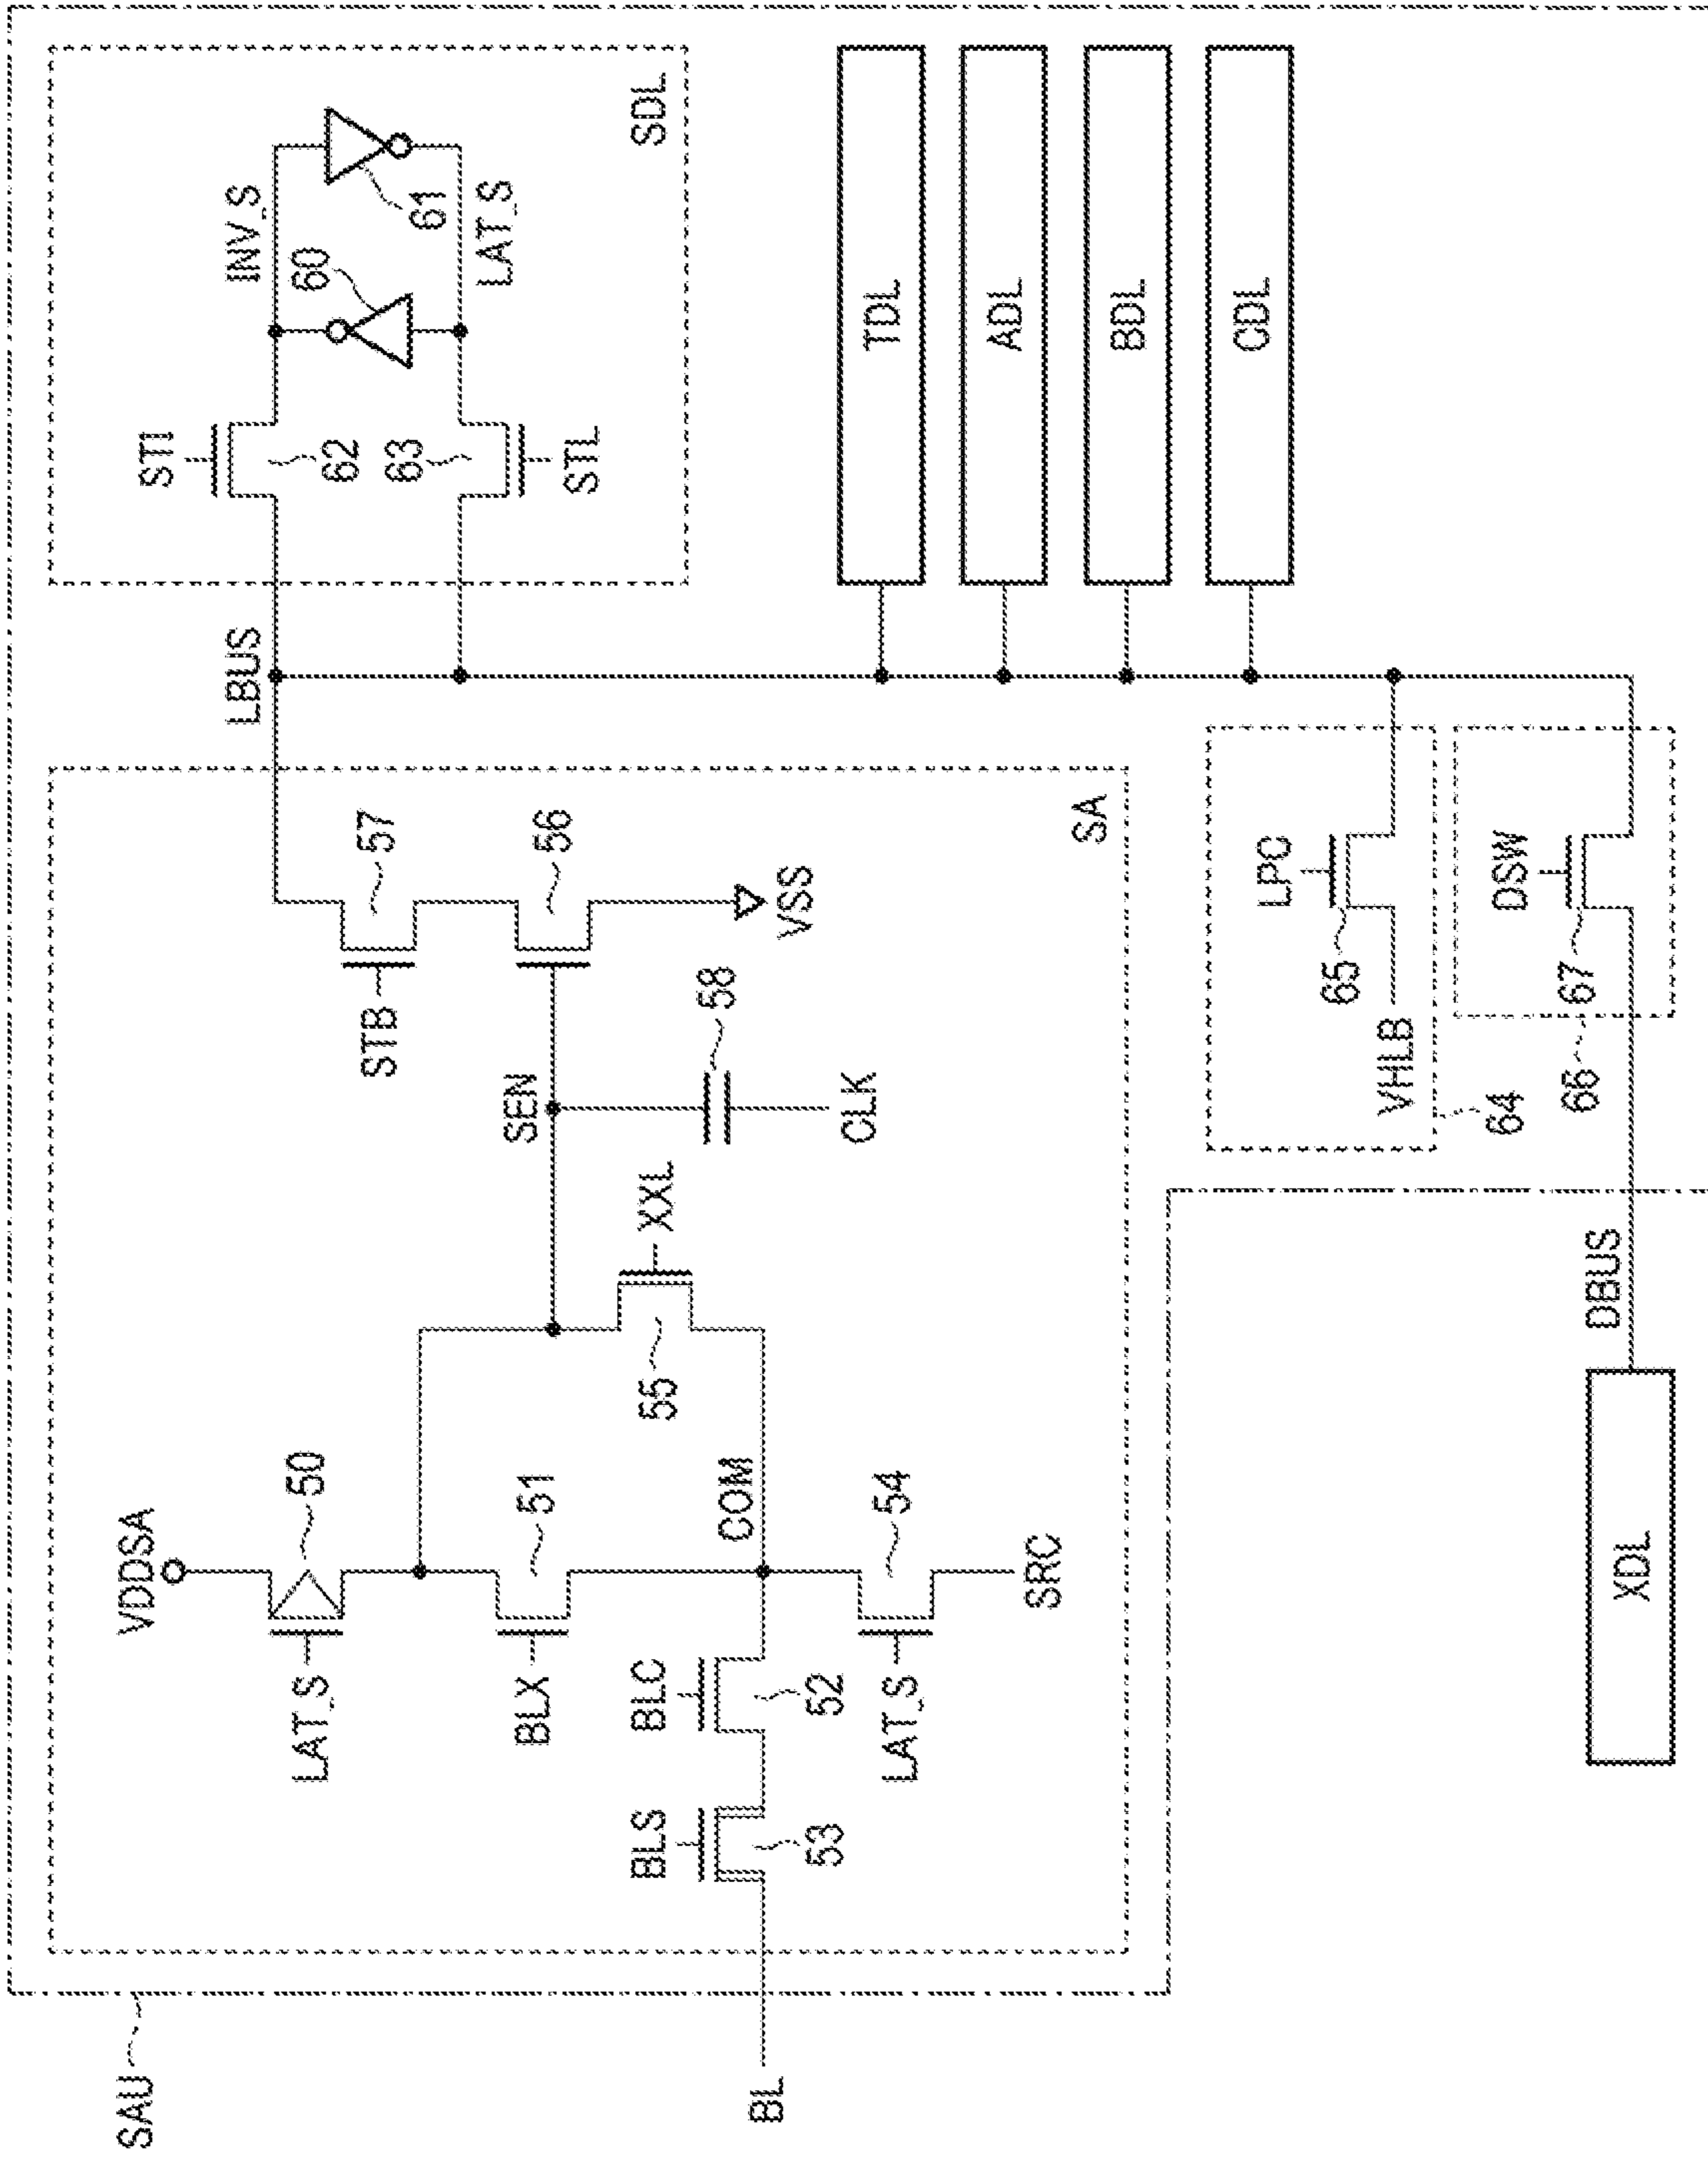 SAU
SA
VDDSA
50
LAT_S
51
BLX
COM
BLC
52
BLS
53
BL
54
LAT_S
SRC
55
XXL
SEN
58
CLK
STB
57
56
VSS
LBUS
SDL
STI
62
63
STL
INV_S
60
61
LAT_S
TDL
ADL
BDL
CDL
LPC
65
VHLB
64
DSW
67
66
DBUS
XDL